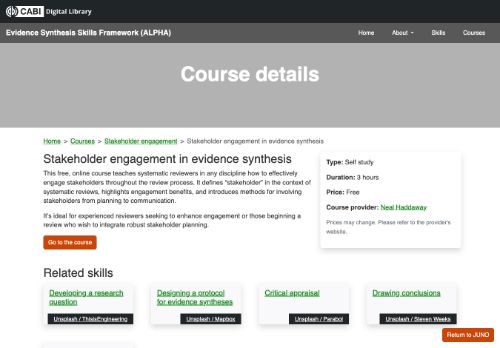 CABI Digital Library
Evidence Synthesis Skills Framework (ALPHA)
Home About Skills Courses
Course details
Home > Courses > Stakeholder engagement > Stakeholder engagement in evidence synthesis
Stakeholder engagement in evidence synthesis
This free, online course teaches systematic reviewers in any discipline how to effectively
engage stakeholders throughout the review process. It defines "stakeholder" in the context of
systematic reviews, highlights engagement benefits, and introduces methods for involving
stakeholders from planning to communication.
It's ideal for experienced reviewers seeking to enhance engagement or those beginning a
review who wish to integrate robust stakeholder planning.
Go to the course
Type: Self study
Duration: 3 hours
Price: Free
Course provider: Neal Haddaway
Prices may change. Please refer to the provider's
website.
Related skills
Developing a research
question
Unsplash / ThisisEngineering
Designing a protocol
for evidence syntheses
Unsplash / Mapbox
Critical appraisal
Unsplash / Parabol
Drawing conclusions
Unsplash / Steven Weeks
Return to JUNO